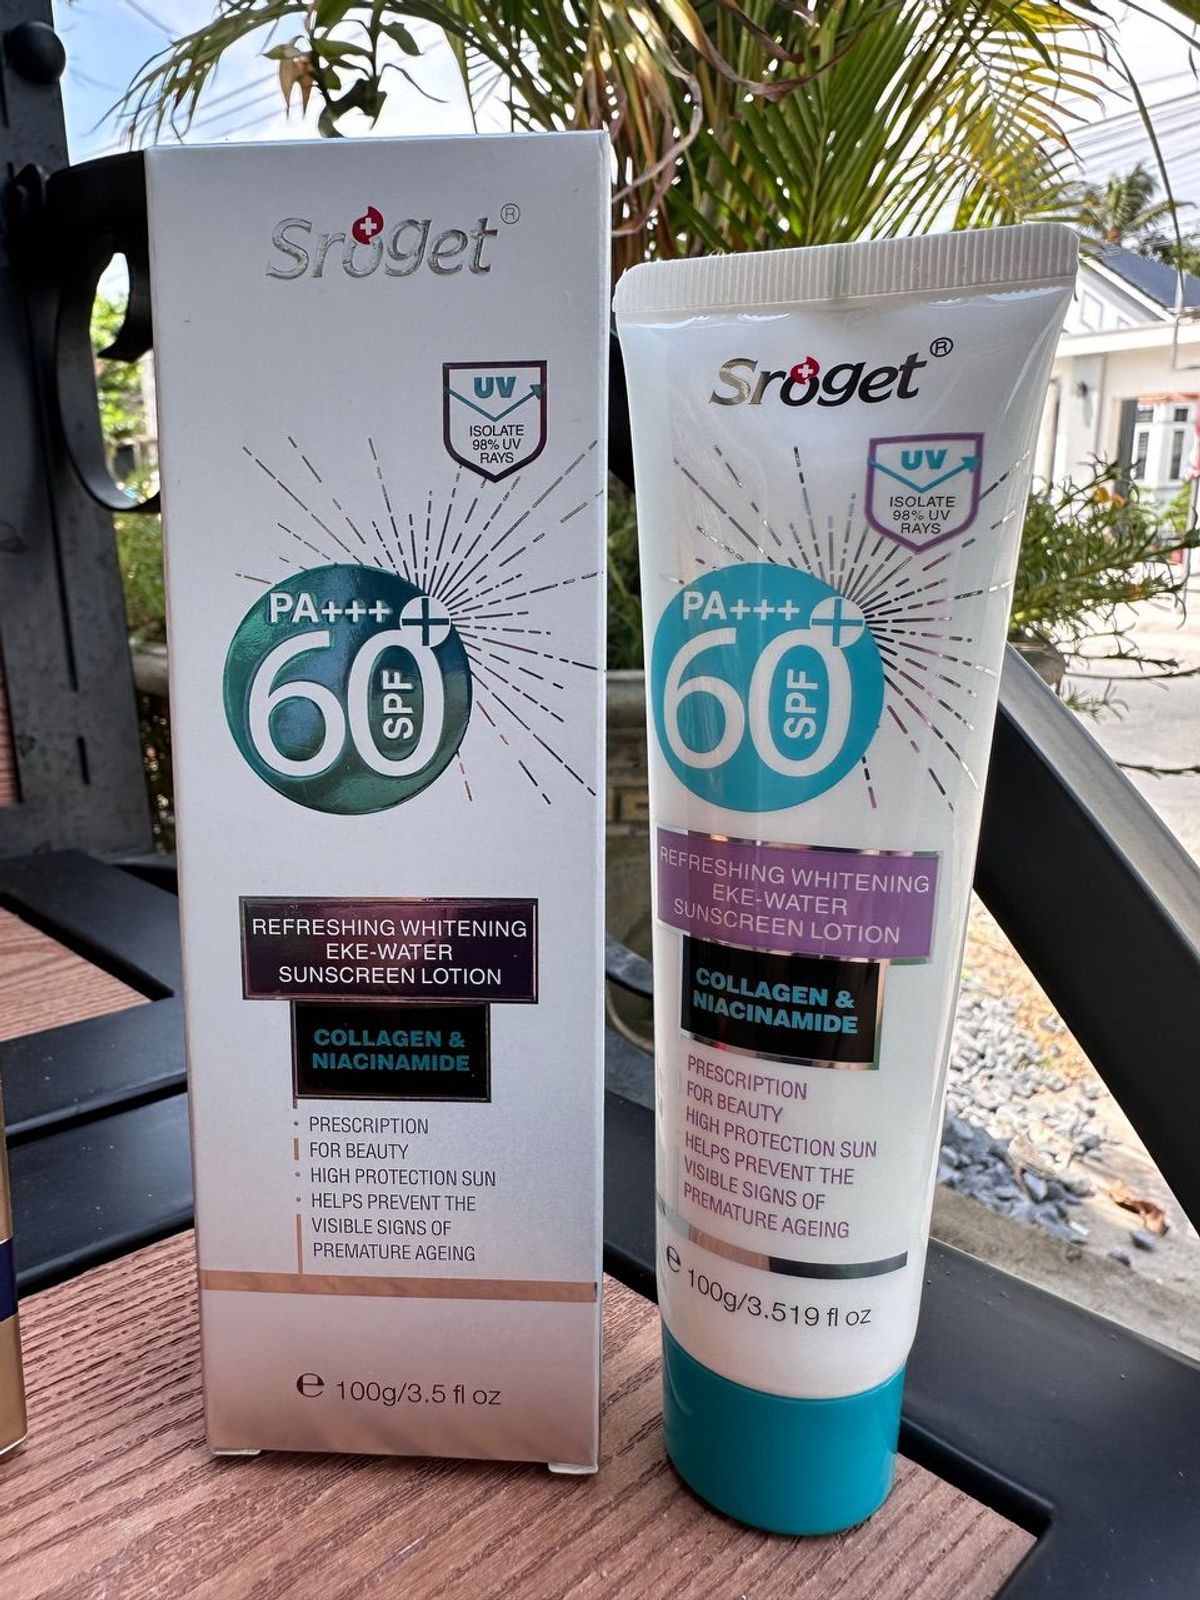 Sroget®
UV
ISOLATE
98% UV
RAYS
PA+++
60+
SPF
REFRESHING WHITENING
EKE-WATER
SUNSCREEN LOTION
COLLAGEN &
NIACINAMIDE
PRESCRIPTION
FOR BEAUTY
HIGH PROTECTION SUN
HELPS PREVENT THE
VISIBLE SIGNS OF
PREMATURE AGEING
e 100g/3.5 fl oz
Sroget®
UV
ISOLATE
98% UV
RAYS
PA+++
60+
SPF
REFRESHING WHITENING
EKE-WATER
SUNSCREEN LOTION
COLLAGEN &
NIACINAMIDE
PRESCRIPTION
FOR BEAUTY
HIGH PROTECTION SUN
HELPS PREVENT THE
VISIBLE SIGNS OF
PREMATURE AGEING
e 100g/3.519 fl oz